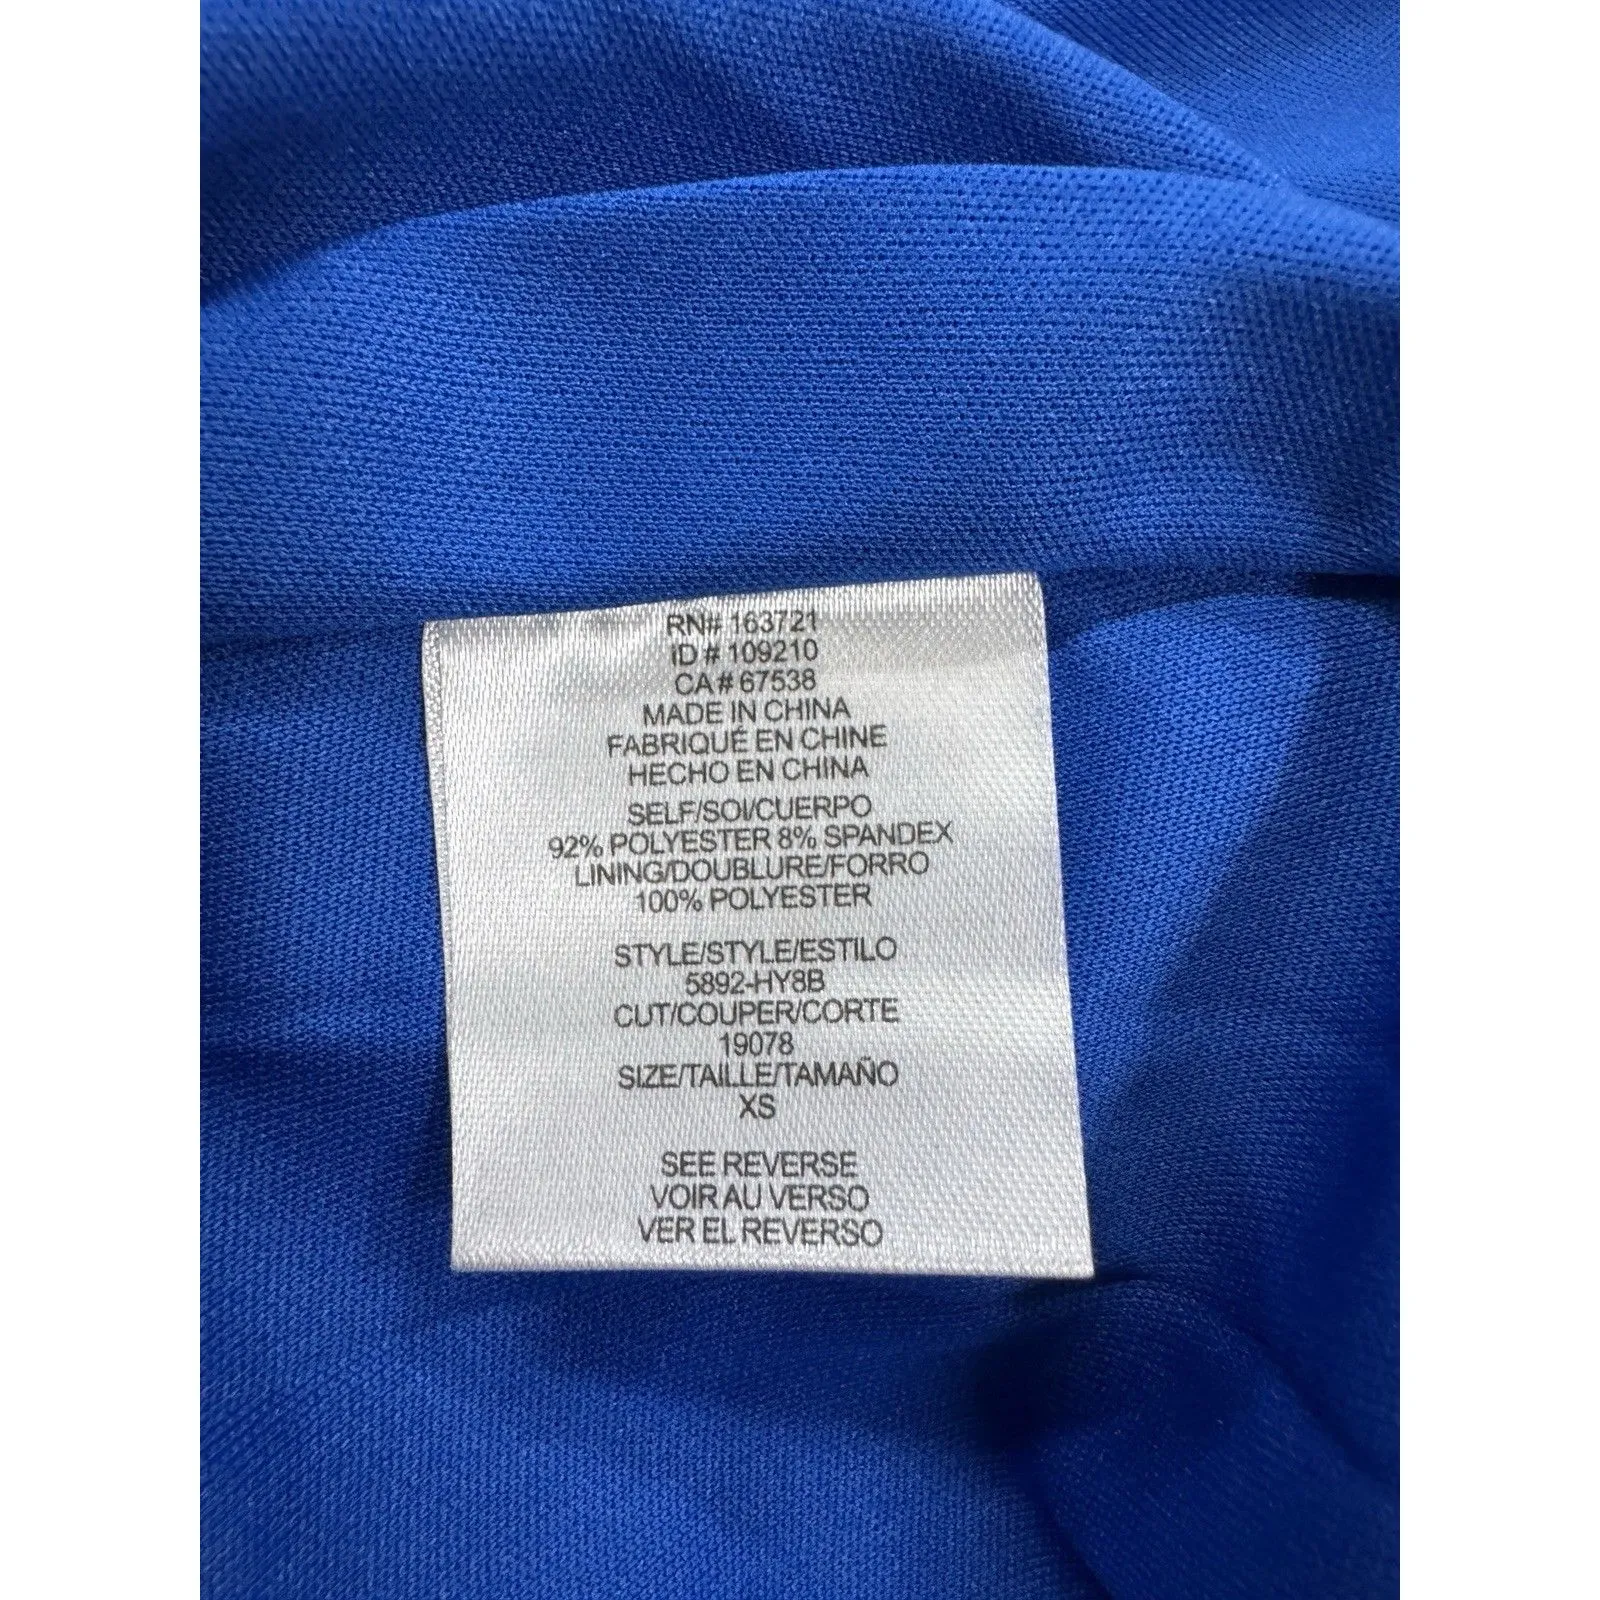 RN# 163721
ID # 109210
CA# 67538
MADE IN CHINA
FABRIQUÉ EN CHINE
HECHO EN CHINA
SELF/SOI/CUERPO
92% POLYESTER 8% SPANDEX
LINING/DOUBLURE/FORRO
100% POLYESTER
STYLE/STYLE/ESTILO
5892-HY8B
CUT/COUPER/CORTE
19078
SIZE/TAILLE/TAMAÑO
XS
SEE REVERSE
VOIR AU VERSO
VER EL REVERSO